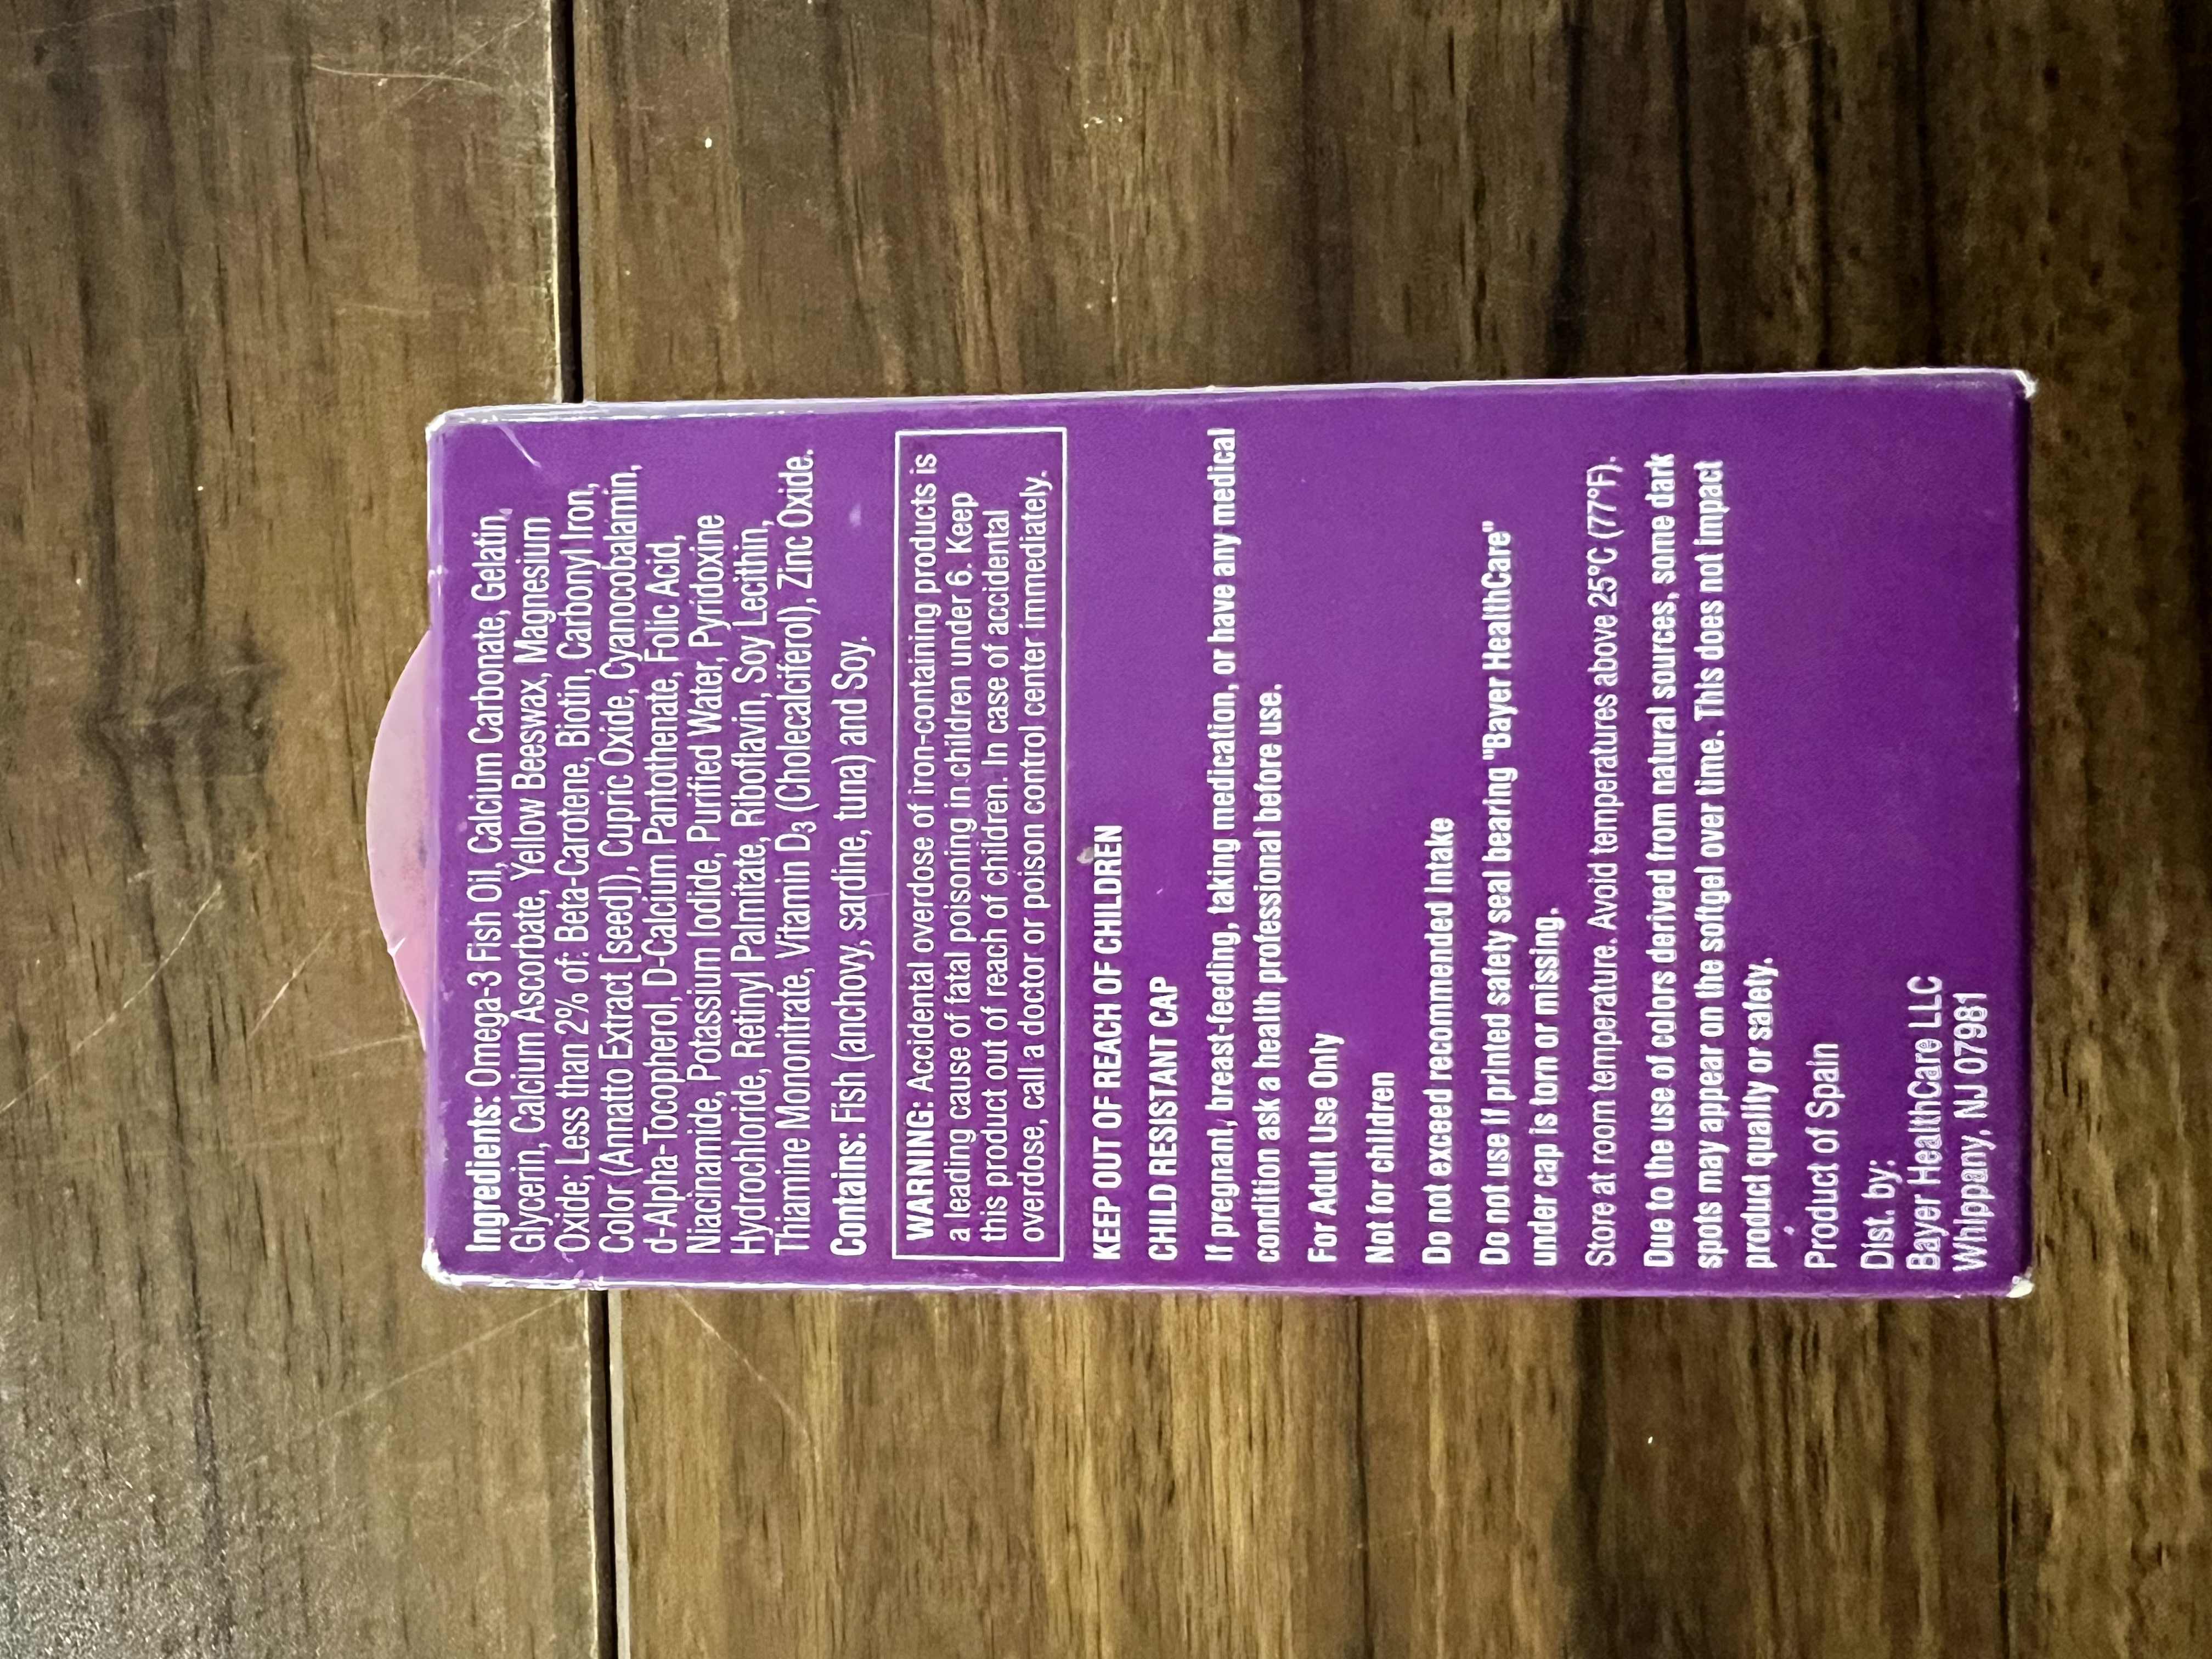 Ingredients: Omega-3 Fish Oil, Calcium Carbonate, Gelatin,
Glycerin, Calcium Ascorbate, Yellow Beeswax, Magnesium
Oxide; Less than 2% of: Beta-Carotene, Biotin, Carbonyl Iron,
Color (Annatto Extract [seed]), Cupric Oxide, Cyanocobalamin,
d-Alpha-Tocopherol, D-Calcium Pantothenate, Folic Acid,
Niacinamide, Potassium Iodide, Purified Water, Pyridoxine
Hydrochloride, Retinyl Palmitate, Riboflavin, Soy Lecithin,
Thiamine Mononitrate, Vitamin D3 (Cholecalciferol), Zinc Oxide.
Contains: Fish (anchovy, sardine, tuna) and Soy.
WARNING: Accidental overdose of iron-containing products is
a leading cause of fatal poisoning in children under 6. Keep
this product out of reach of children. In case of accidental
overdose, call a doctor or poison control center immediately.
KEEP OUT OF REACH OF CHILDREN
CHILD RESISTANT CAP
If pregnant, breast-feeding, taking medication, or have any medical
condition ask a health professional before use.
For Adult Use Only
Not for children
Do not exceed recommended intake
Do not use if printed safety seal bearing "Bayer HealthCare"
under cap is torn or missing.
Store at room temperature. Avoid temperatures above 25°C (77°F).
Due to the use of colors derived from natural sources, some dark
spots may appear on the softgel over time. This does not impact
product quality or safety.
Product of Spain
Dist. by:
Bayer HealthCare LLC
Whippany, NJ 07981